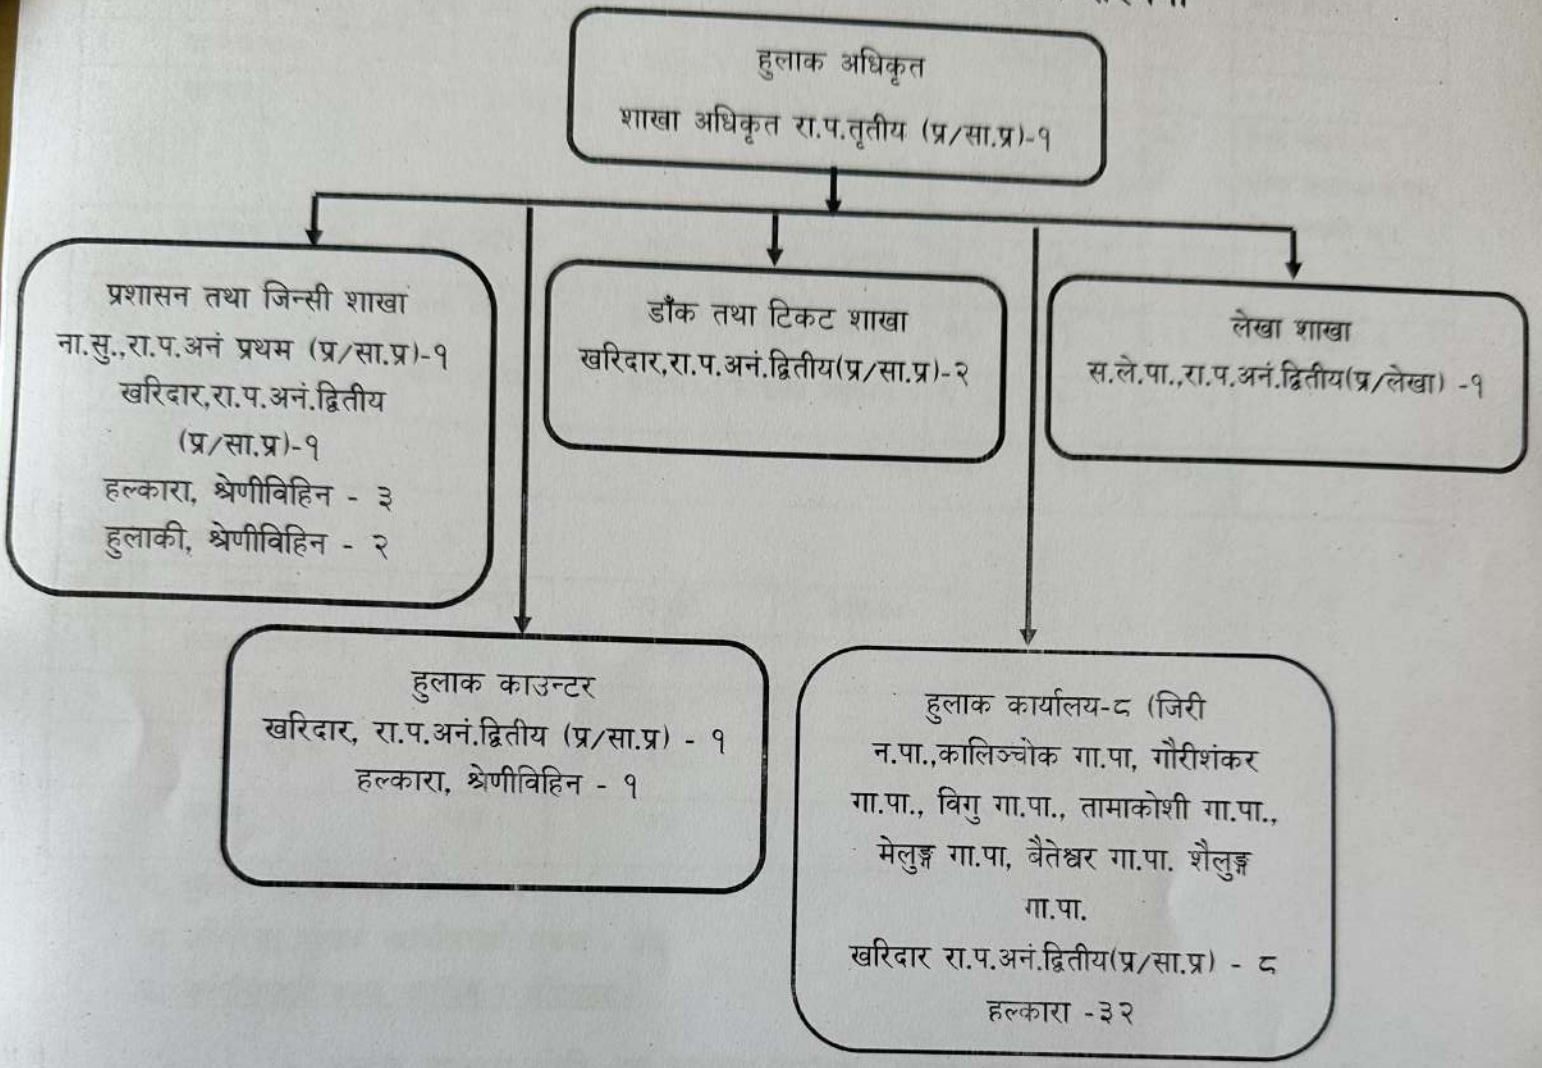 हुलाक अधिकृत
शाखा अधिकृत रा.प.तृतीय (प्र/सा.प्र)-१
प्रशासन तथा जिन्सी शाखा
ना.सु.,रा.प.अनं प्रथम (प्र/सा.प्र)-१
खरिदार,रा.प.अनं.द्वितीय
(प्र/सा.प्र)-१
हल्कारा, श्रेणीविहिन - ३
हुलाकी, श्रेणीविहिन - २
डाँक तथा टिकट शाखा
खरिदार,रा.प.अनं.द्वितीय(प्र/सा.प्र)-२
लेखा शाखा
स.ले.पा.,रा.प.अनं.द्वितीय(प्र/लेखा) -१
हुलाक काउन्टर
खरिदार, रा.प.अनं.द्वितीय (प्र/सा.प्र) - १
हल्कारा, श्रेणीविहिन - १
हुलाक कार्यालय-८ (जिरी
न.पा.,कालिञ्चोक गा.पा, गौरीशंकर
गा.पा., विगु गा.पा., तामाकोशी गा.पा.,
मेलुङ्ग गा.पा, बैतेश्वर गा.पा. शैलुङ्ग
गा.पा.
खरिदार रा.प.अनं.द्वितीय(प्र/सा.प्र) - ८
हल्कारा -३२